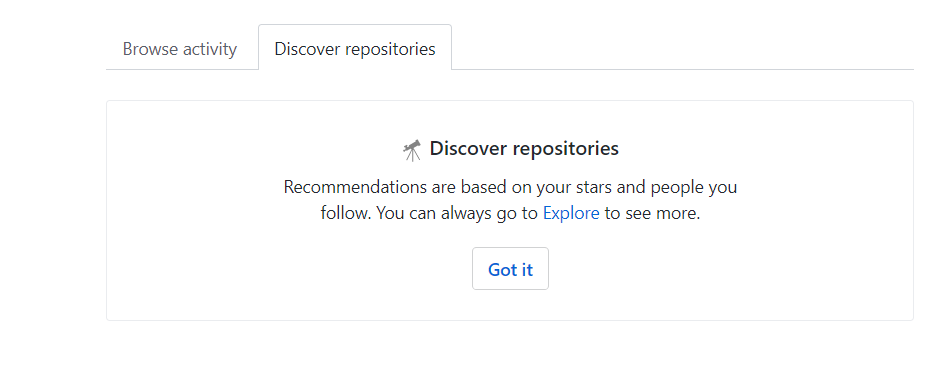 Browse activity
Discover repositories
Discover repositories
Recommendations are based on your stars and people you
follow. You can always go to Explore to see more.
Got it